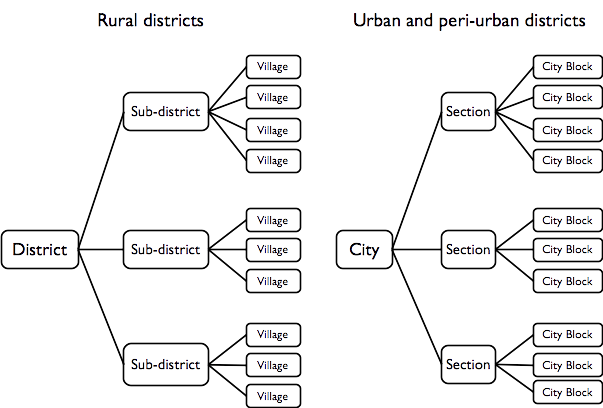 Rural districts
Village
Village
Sub-district
Village
Village
Village
District
Sub-district
Village
Village
Village
Sub-district
Village
Village
Urban and peri-urban districts
City Block
City Block
Section
City Block
City Block
City Block
City
Section
City Block
City Block
City Block
Section
City Block
City Block